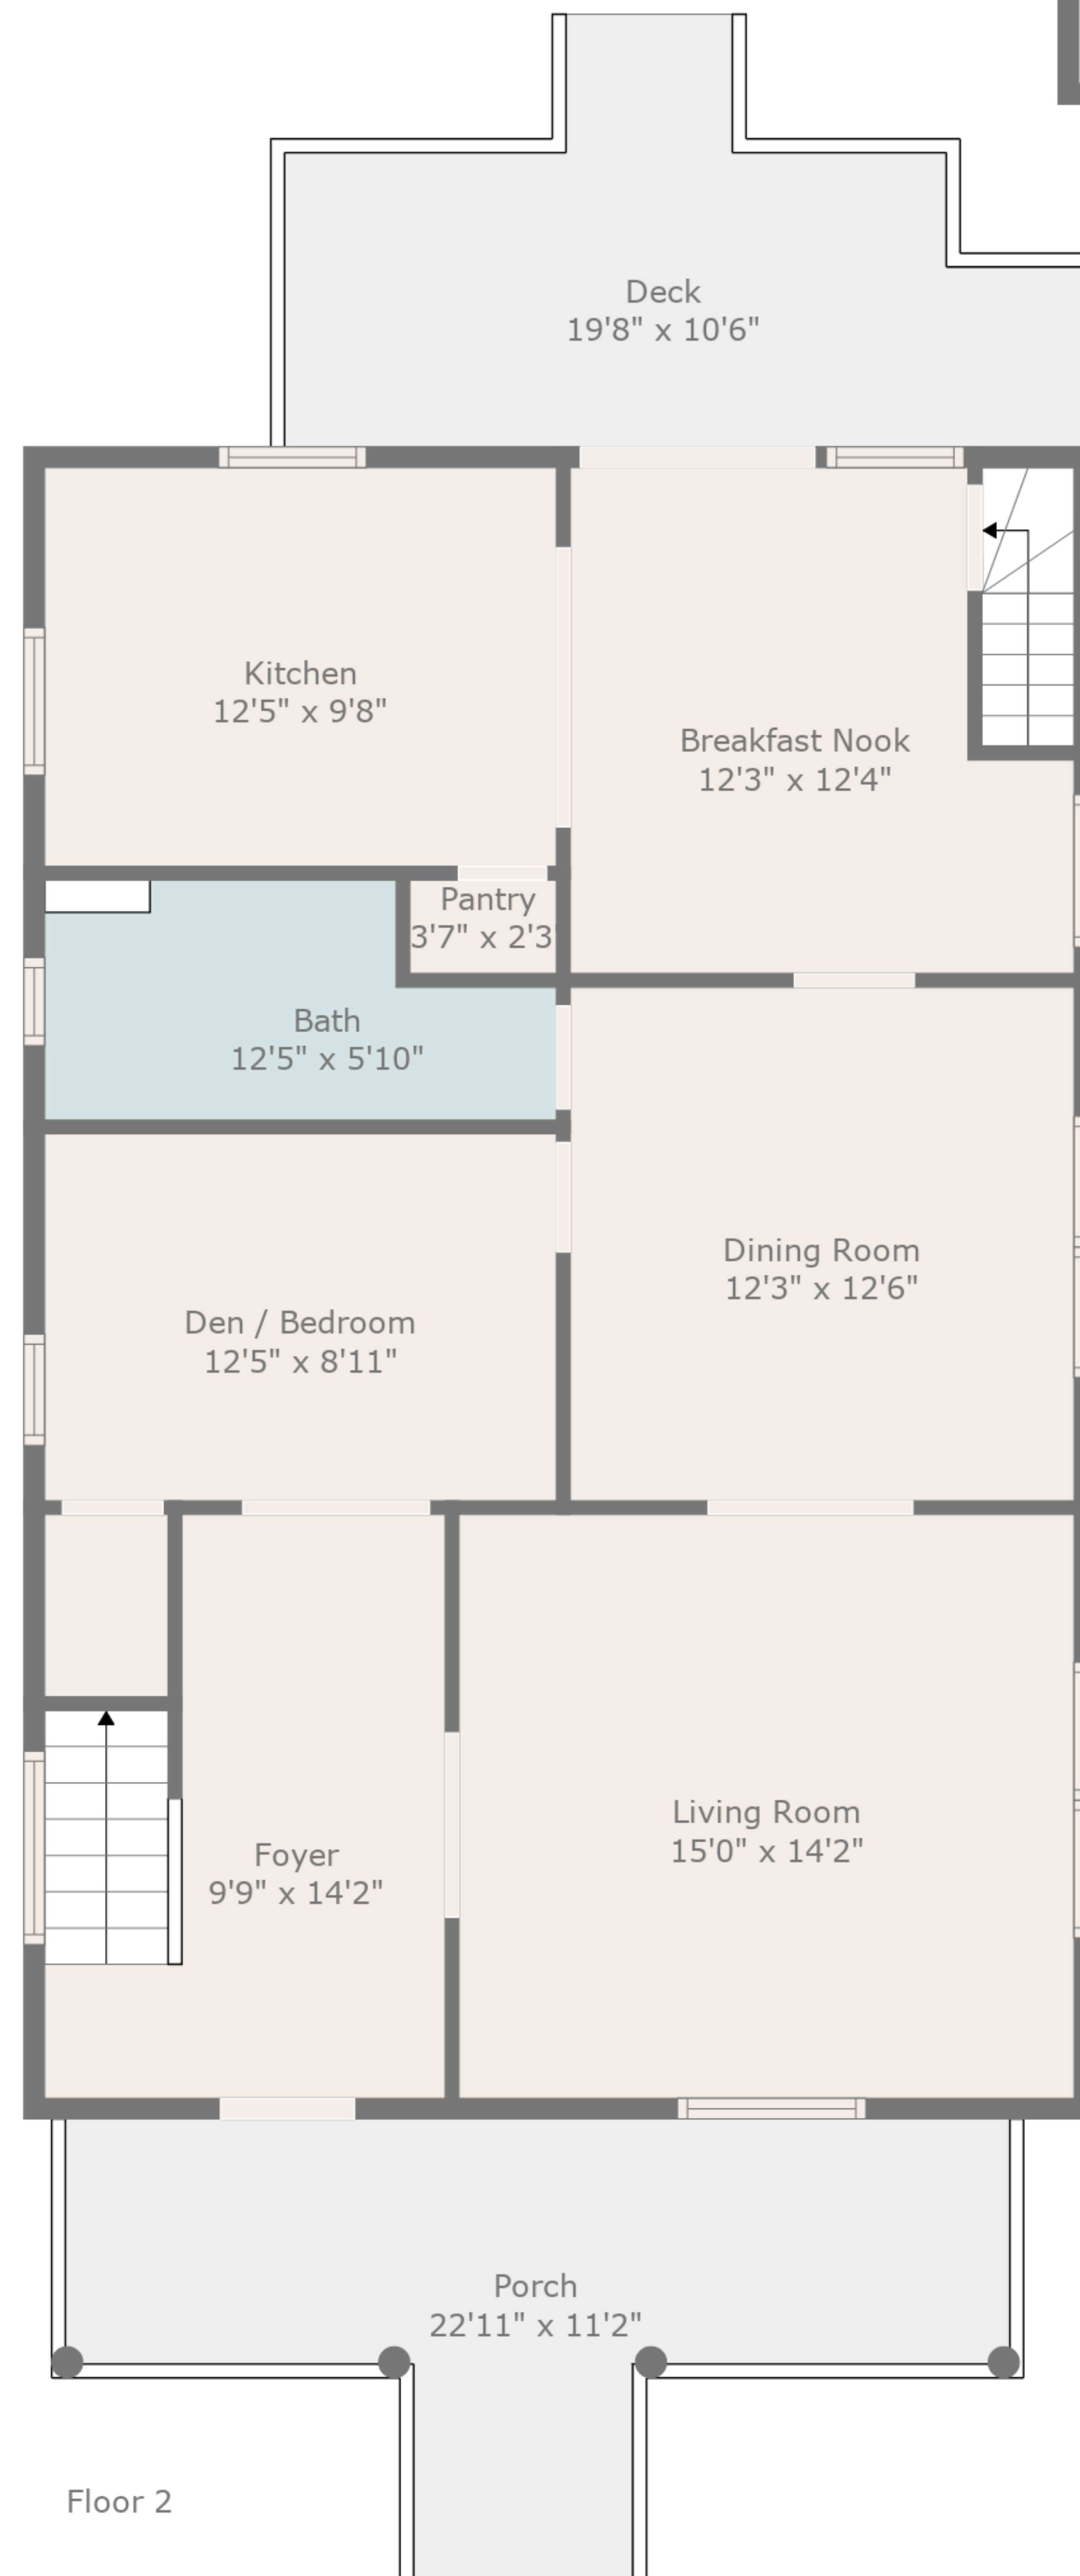 Deck
19'8" x 10'6"
Kitchen
12'5" x 9'8"
Breakfast Nook
12'3" x 12'4"
Pantry
3'7" x 2'3
Bath
12'5" x 5'10"
Dining Room
12'3" x 12'6"
Den / Bedroom
12'5" x 8'11"
Living Room
15'0" x 14'2"
Foyer
9'9" x 14'2"
Porch
22'11" x 11'2"
Floor 2